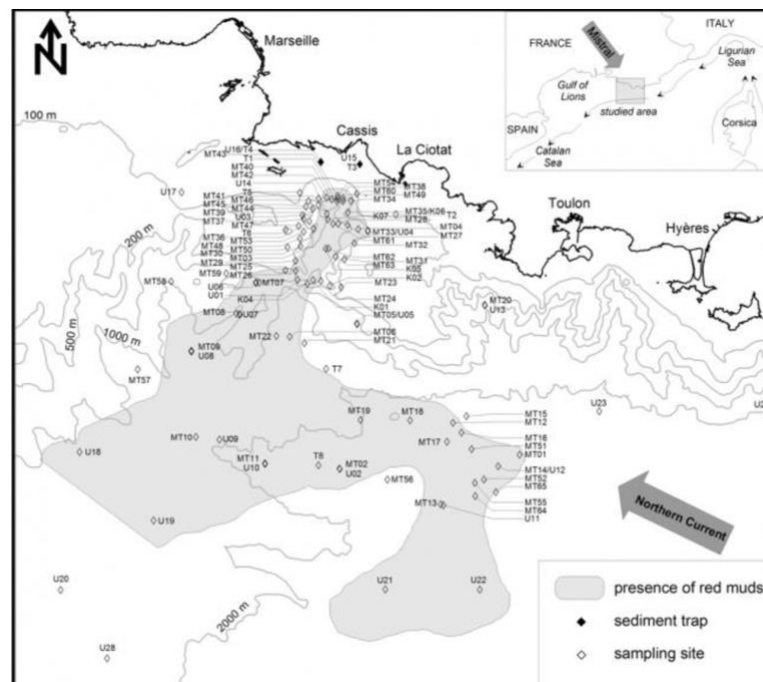 N
Marseille
Cassis
La Ciotat
Toulon
Hyères
FRANCE
ITALY
Mistral
Ligurian
Sea
Gulf of
Lions
studied area
SPAIN
Corsica
Catalan
Sea
100 m
200 m
500 m
1000 m
2000 m
MT43
U16/T4
T1
MT40
MT42
U14
T5
U17
MT41
MT46
MT45
MT44
MT39
U03
MT37
MT47
T6
MT36
MT53
MT48
MT50
MT30
MT03
MT29
MT25
MT59
MT26
MT58
U06
U01
MT07
K04
MT08
U07
U15
T3
MT54
MT38
MT60
MT49
MT34
MT35/K06
K07
T2
MT28
MT04
MT33/U04
MT27
MT61
MT32
MT62
MT31
MT63
K05
K02
MT23
MT24
K01
MT05/U05
MT20
U13
MT06
MT22
MT21
MT09
U08
MT57
T7
U23
MT19
MT18
MT15
MT12
MT17
MT16
MT51
MT01
MT10
U09
U18
MT11
U10
T8
MT02
U02
MT14/U12
MT52
MT65
MT56
MT55
MT13
MT64
U11
U19
Northern Current
U20
U21
U22
U28
presence of red muds
sediment trap
sampling site